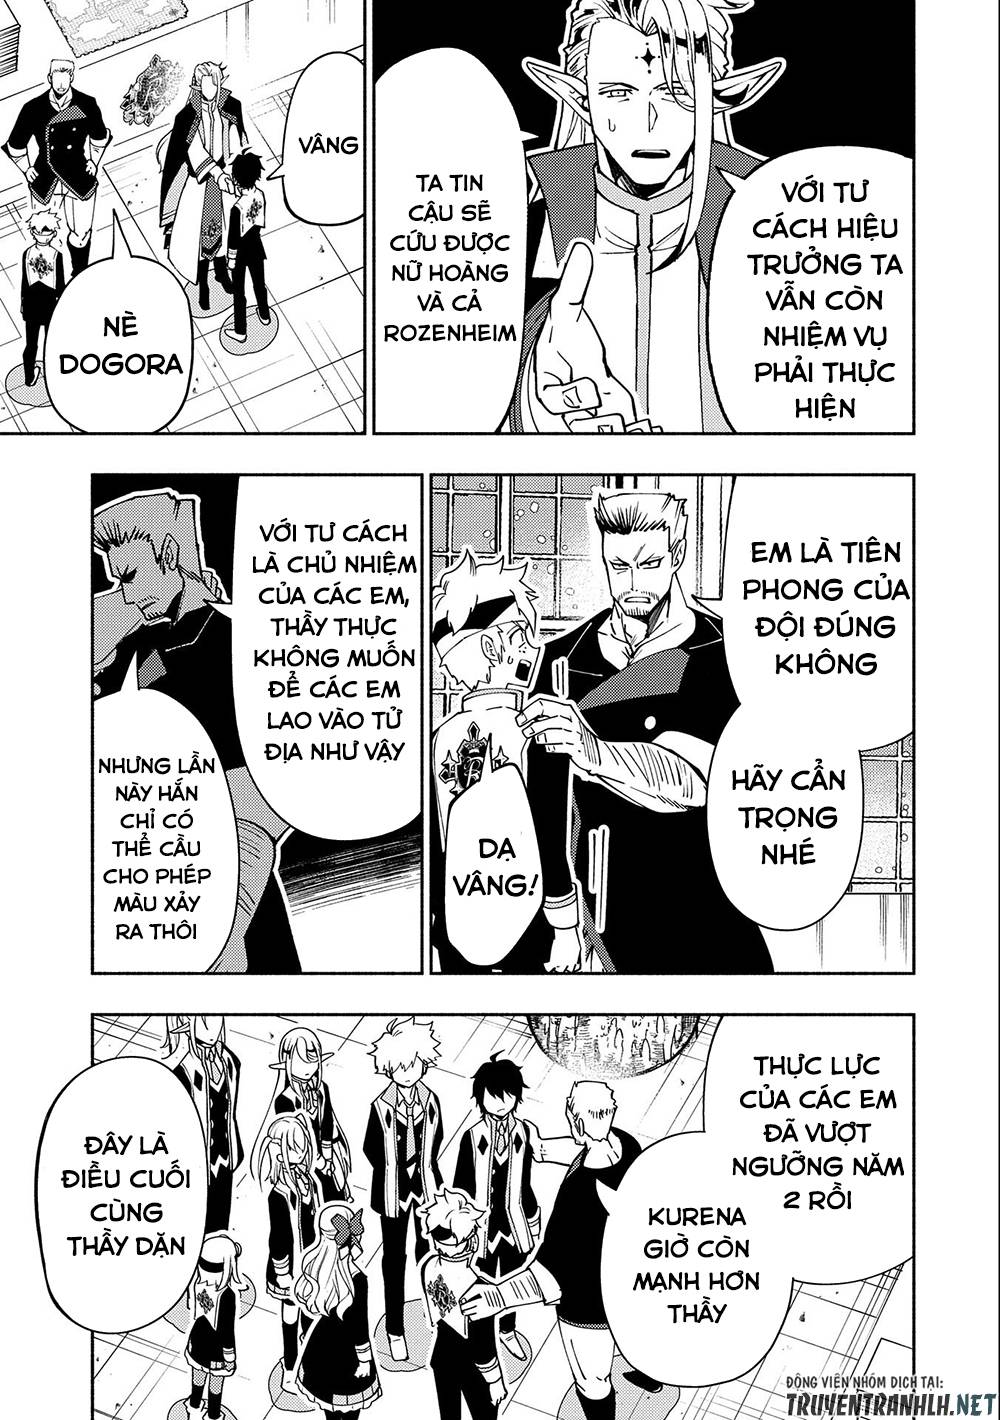 VỚI TƯ
CÁCH HIỆU
TRƯỞNG TA
VẪN CÒN
NHIỆM VỤ
PHẢI THỰC
HIỆN
TA TIN
CẬU SẼ
CỨU ĐƯỢC
NỮ HOÀNG
VÀ CẢ
ROZENHEIM
VÂNG
NÈ
DOGORA
EM LÀ TIÊN
PHONG CỦA
ĐỘI ĐÚNG
KHÔNG
HÃY CẨN
TRỌNG
NHÉ
DẠ
VÂNG!
VỚI TƯ CÁCH
LÀ CHỦ NHIỆM
CỦA CÁC EM,
THẦY THỰC
KHÔNG MUỐN
ĐỂ CÁC EM
LAO VÀO TỬ
ĐỊA NHƯ VẬY
NHƯNG LẦN
NÀY HẮN
CHỈ CÓ
THỂ CẦU
CHO PHÉP
MÀU XẢY
RA THÔI
THỰC LỰC
CỦA CÁC EM
ĐÃ VƯỢT
NGƯỠNG NĂM
2 RỒI
KURENA
GIỜ CÒN
MẠNH HƠN
THẦY
ĐÂY LÀ
ĐIỀU CUỐI
CÙNG
THẦY DẶN
ĐỘNG VIÊN NHÓM DỊCH TẠI:
TRUYENTRANHLH.NET